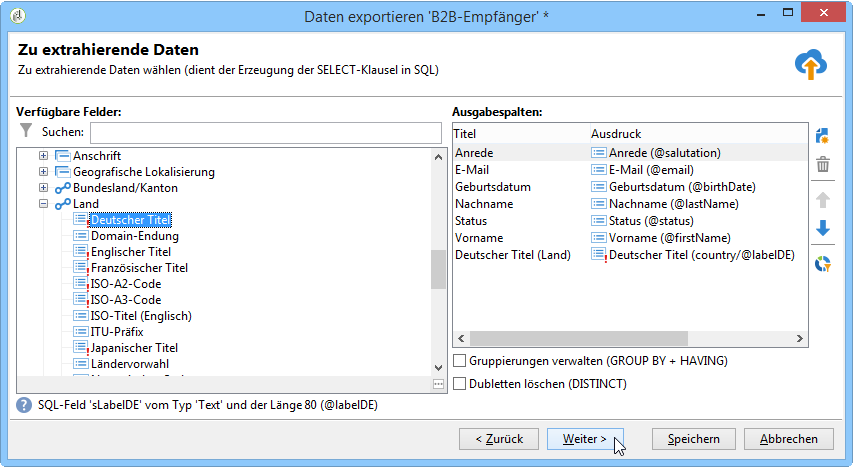 Daten exportieren 'B2B-Empfänger' *
Zu extrahierende Daten
Zu extrahierende Daten wählen (dient der Erzeugung der SELECT-Klausel in SQL)
Verfügbare Felder:
Suchen:
Anschrift
Geografische Lokalisierung
Bundesland/Kanton
Land
Deutscher Titel
Domain-Endung
Englischer Titel
Französischer Titel
ISO-A2-Code
ISO-A3-Code
ISO-Titel (Englisch)
ITU-Präfix
Japanischer Titel
Ländervorwahl
SQL-Feld 'sLabelDE' vom Typ 'Text' und der Länge 80 (@labelDE)
Ausgabespalten:
Titel Ausdruck
Anrede Anrede (@salutation)
E-Mail E-Mail (@email)
Geburtsdatum Geburtsdatum (@birthDate)
Nachname Nachname (@lastName)
Status Status (@status)
Vorname Vorname (@firstName)
Deutscher Titel (Land) Deutscher Titel (country/@labelDE)
Gruppierungen verwalten (GROUP BY + HAVING)
Dubletten löschen (DISTINCT)
< Zurück Weiter > Speichern Abbrechen